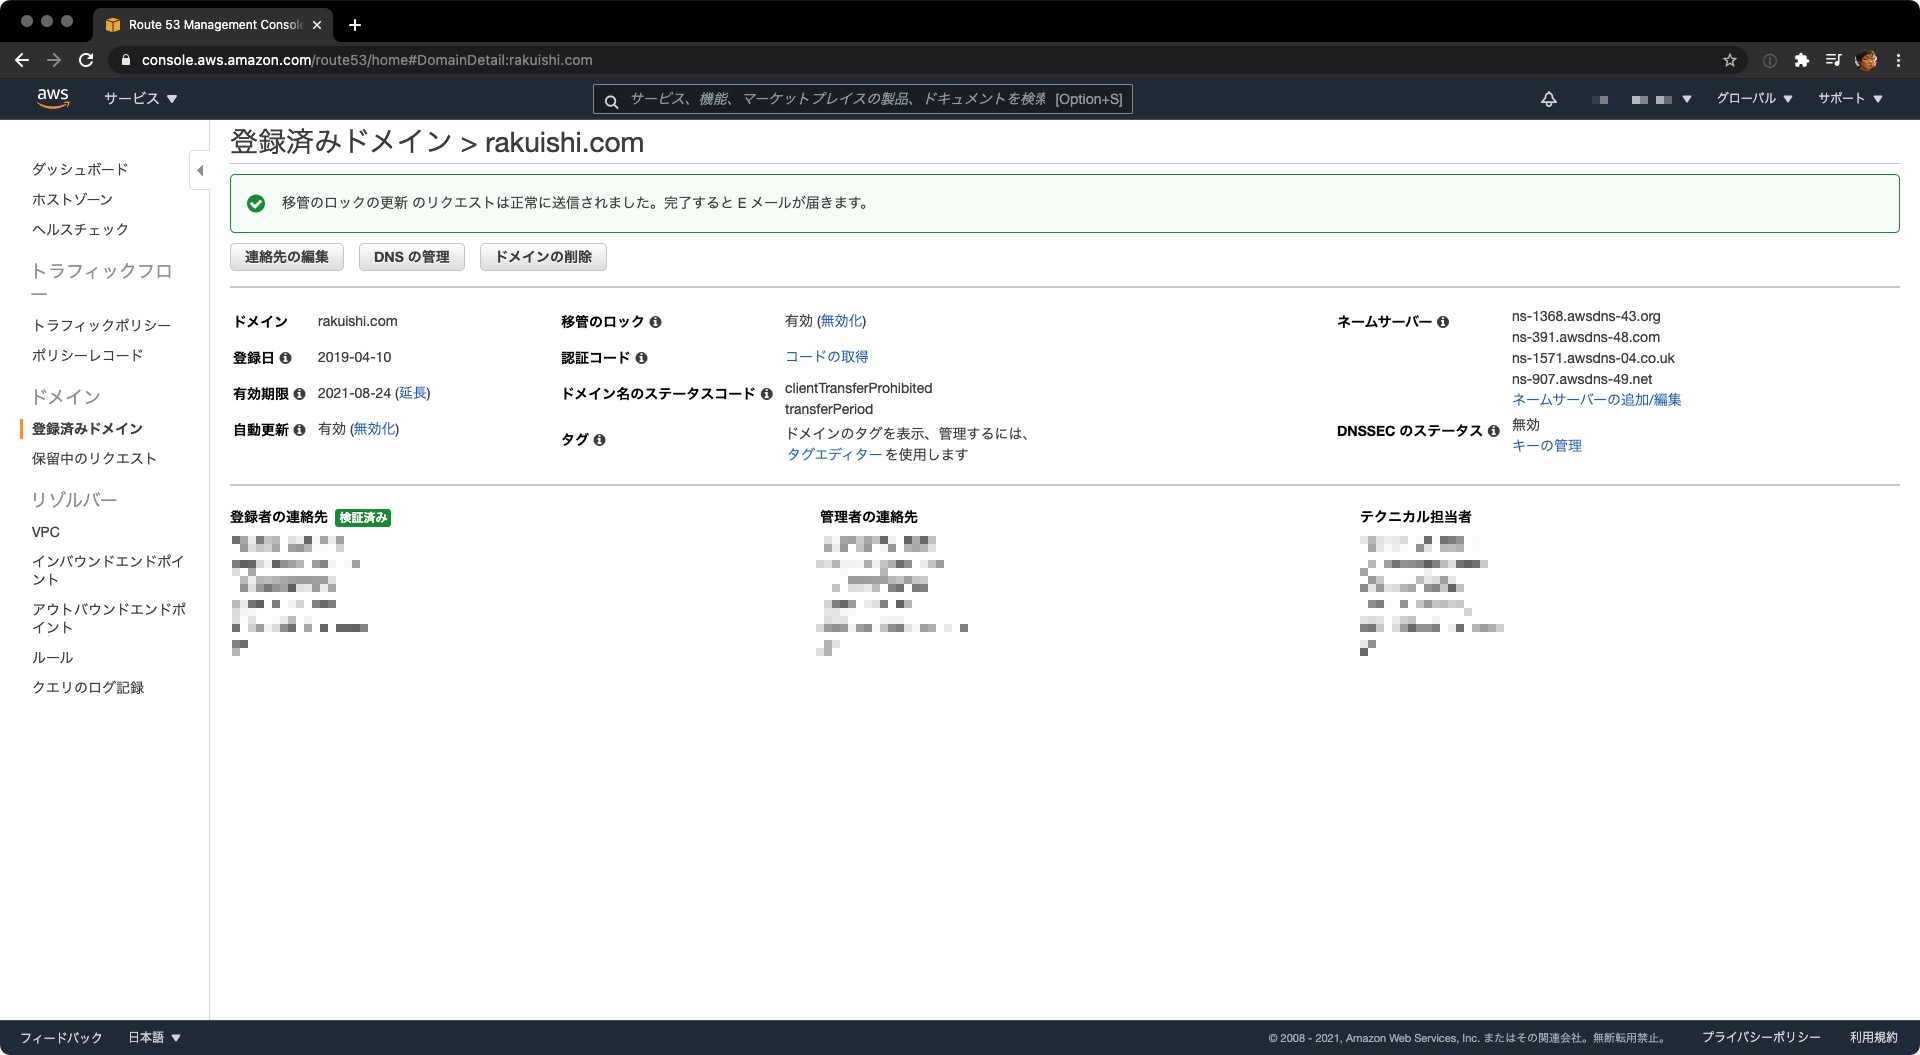 Route 53 Management Consol
console.aws.amazon.com/route53/home#DomainDetail:rakuishi.com
aws
サービス
サービス、機能、マーケットプレイスの製品、ドキュメントを検索 [Option+S]
グローバル
サポート
ダッシュボード
ホストゾーン
ヘルスチェック
トラフィックフロ
ー
トラフィックポリシー
ポリシーレコード
ドメイン
登録済みドメイン
保留中のリクエスト
リゾルバー
VPC
インバウンドエンドポイ
ント
アウトバウンドエンドポ
イント
ルール
クエリのログ記録
登録済みドメイン > rakuishi.com
移管のロックの更新 のリクエストは正常に送信されました。完了すると E メールが届きます。
連絡先の編集
DNS の管理
ドメインの削除
ドメイン rakuishi.com
登録日 2019-04-10
有効期限 2021-08-24 (延長)
自動更新 有効 (無効化)
移管のロック 有効 (無効化)
認証コード コードの取得
ドメイン名のステータスコード clientTransferProhibited
transferPeriod
タグ ドメインのタグを表示、管理するには、
タグエディター を使用します
ネームサーバー ns-1368.awsdns-43.org
ns-391.awsdns-48.com
ns-1571.awsdns-04.co.uk
ns-907.awsdns-49.net
ネームサーバーの追加/編集
DNSSEC のステータス 無効
キーの管理
登録者の連絡先 検証済み
管理者の連絡先
テクニカル担当者
フィードバック
日本語
© 2008 - 2021, Amazon Web Services, Inc. またはその関連会社。無断転用禁止。
プライバシーポリシー
利用規約